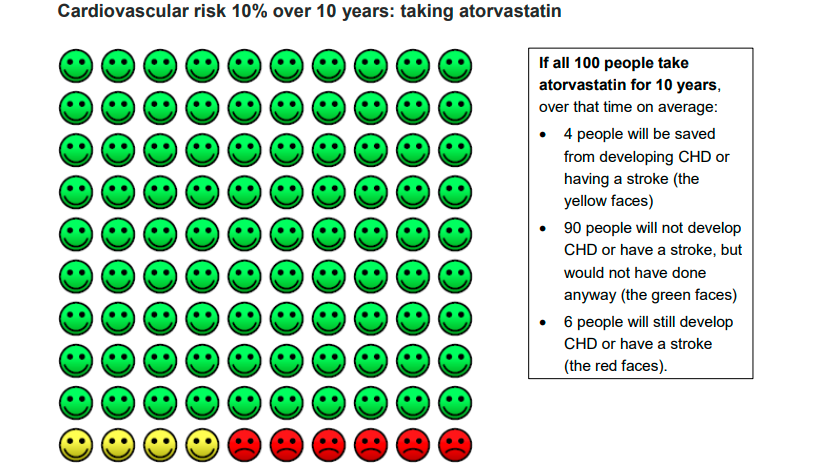 Cardiovascular risk 10% over 10 years: taking atorvastatin
If all 100 people take
atorvastatin for 10 years,
over that time on average:
• 4 people will be saved
from developing CHD or
having a stroke (the
yellow faces)
• 90 people will not develop
CHD or have a stroke, but
would not have done
anyway (the green faces)
• 6 people will still develop
CHD or have a stroke
(the red faces).